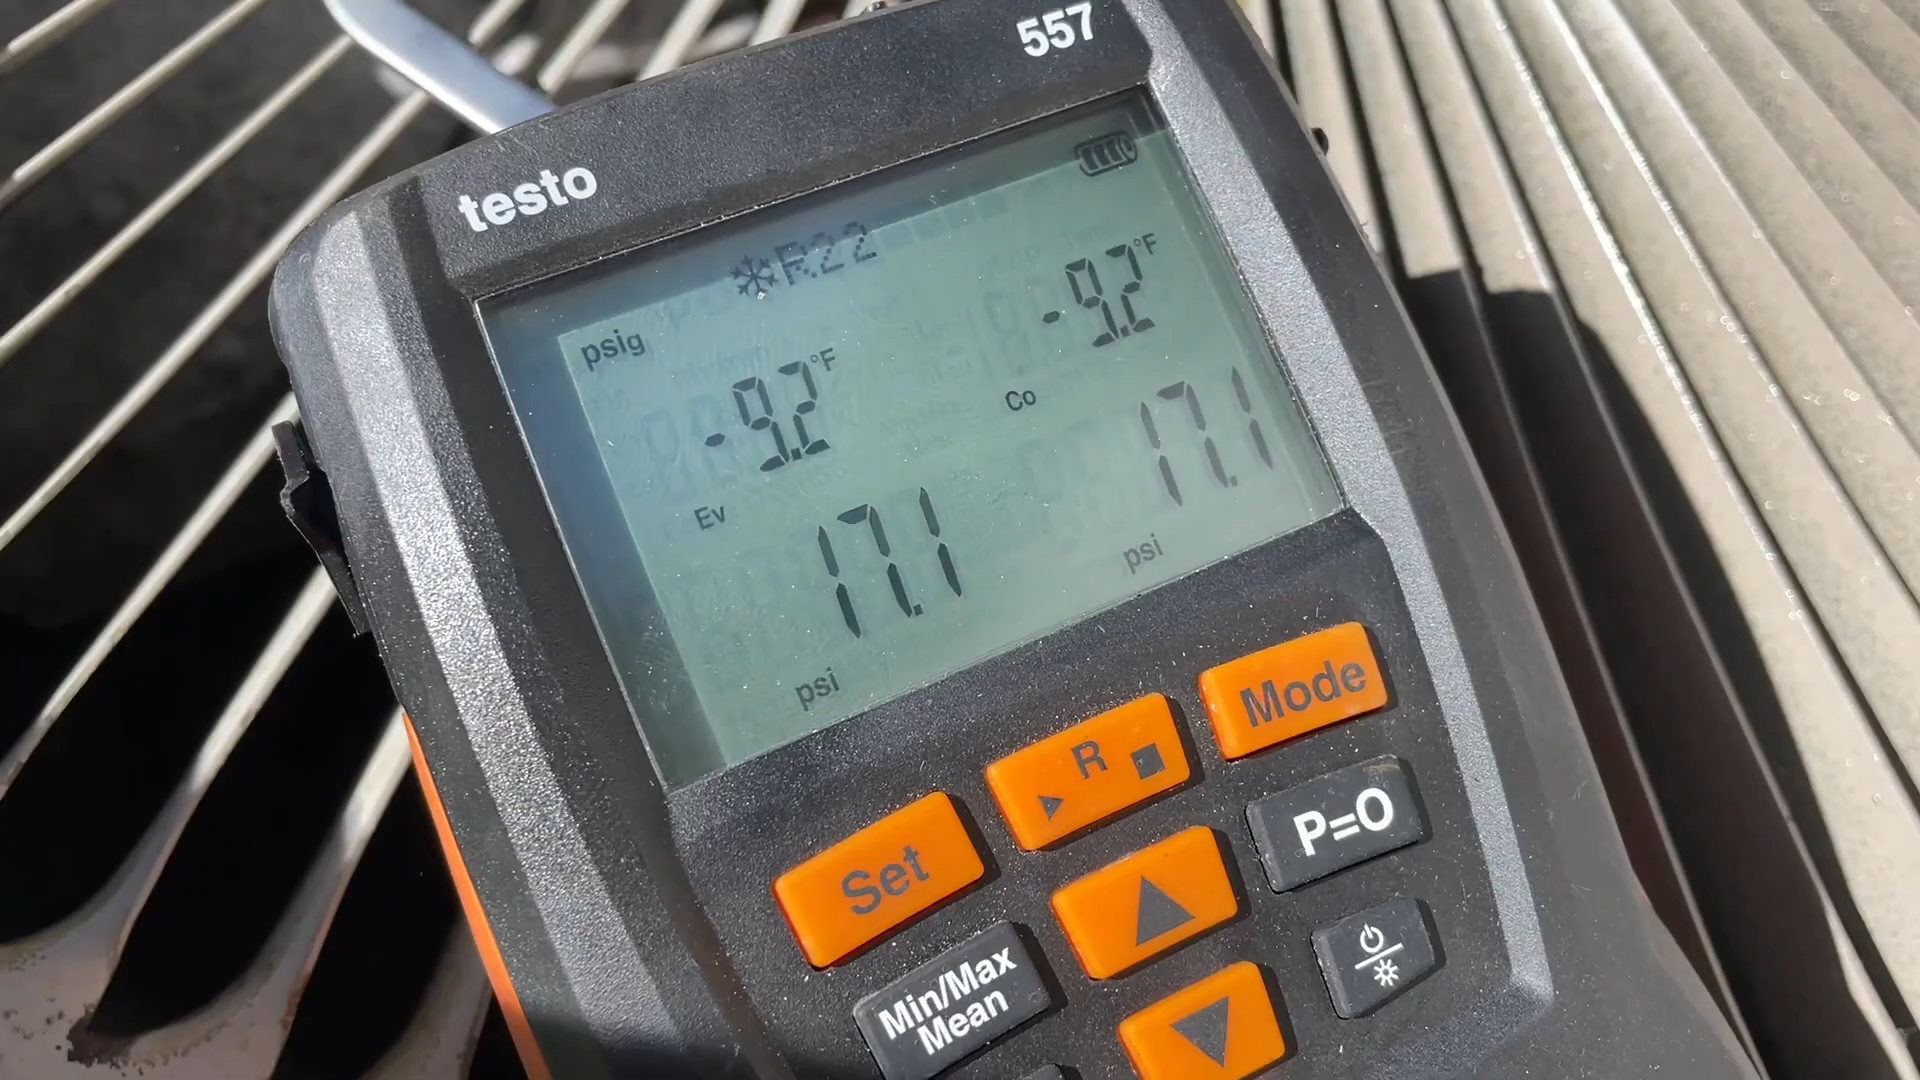 557
testo
R22
psig
-9.2°F
-9.2°F
Ev
Co
17.1
17.1
psi
psi
Mode
R
Set
P=O
Min/Max
Mean